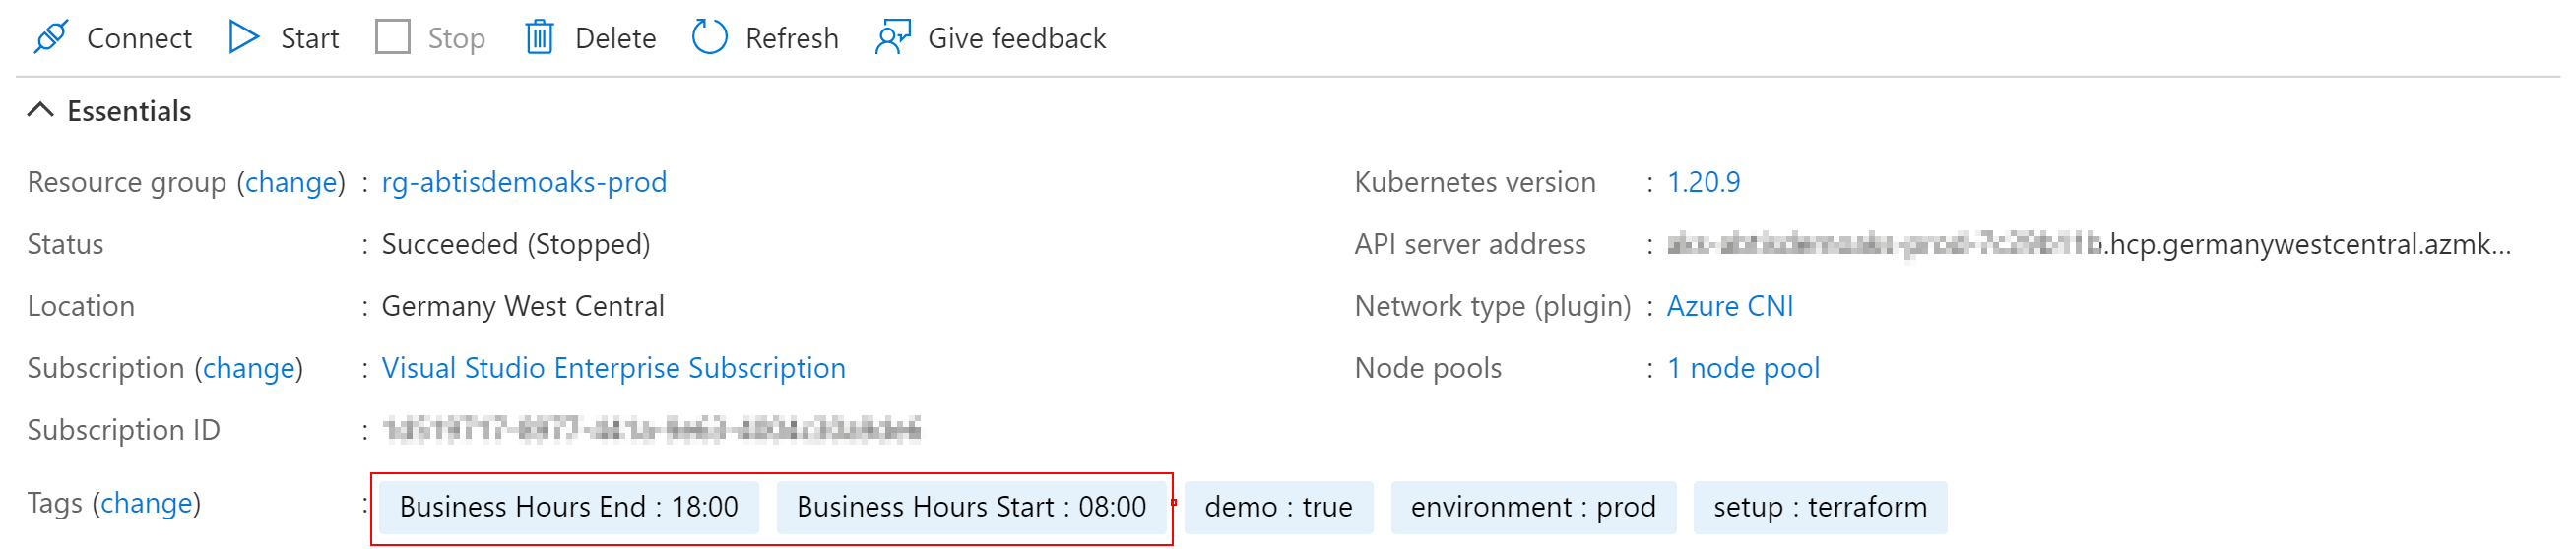 Connect Start Stop Delete Refresh Give feedback
Essentials
Resource group (change) : rg-abtisdemoaks-prod
Status : Succeeded (Stopped)
Location : Germany West Central
Subscription (change) : Visual Studio Enterprise Subscription
Subscription ID :
Kubernetes version : 1.20.9
API server address : .hcp.germanywestcentral.azmk...
Network type (plugin) : Azure CNI
Node pools : 1 node pool
Tags (change) : Business Hours End : 18:00 Business Hours Start : 08:00 demo : true environment : prod setup : terraform